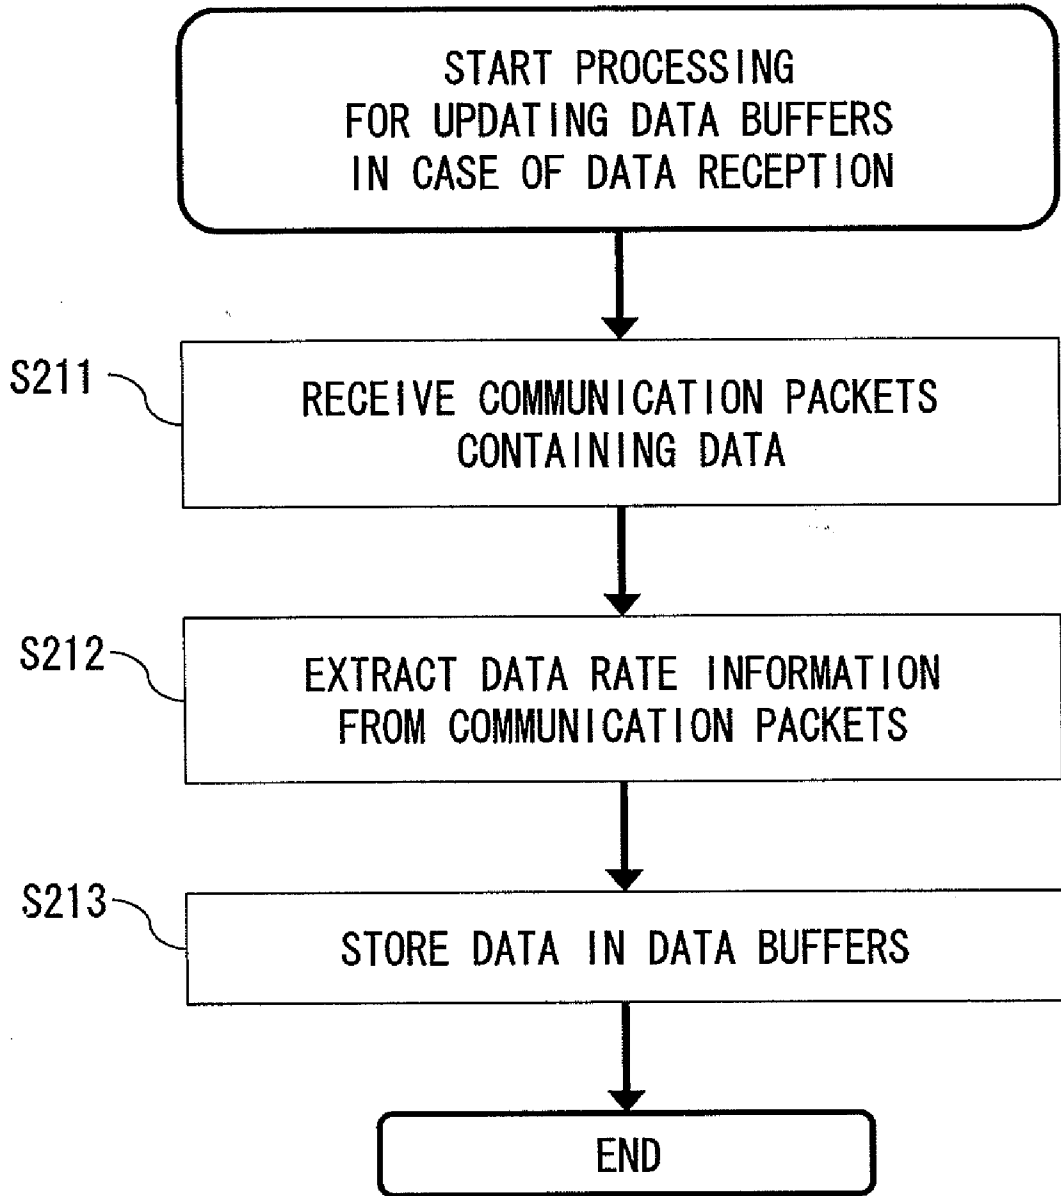 START PROCESSING
FOR UPDATING DATA BUFFERS
IN CASE OF DATA RECEPTION
S211
RECEIVE COMMUNICATION PACKETS
CONTAINING DATA
S212
EXTRACT DATA RATE INFORMATION
FROM COMMUNICATION PACKETS
S213
STORE DATA IN DATA BUFFERS
END